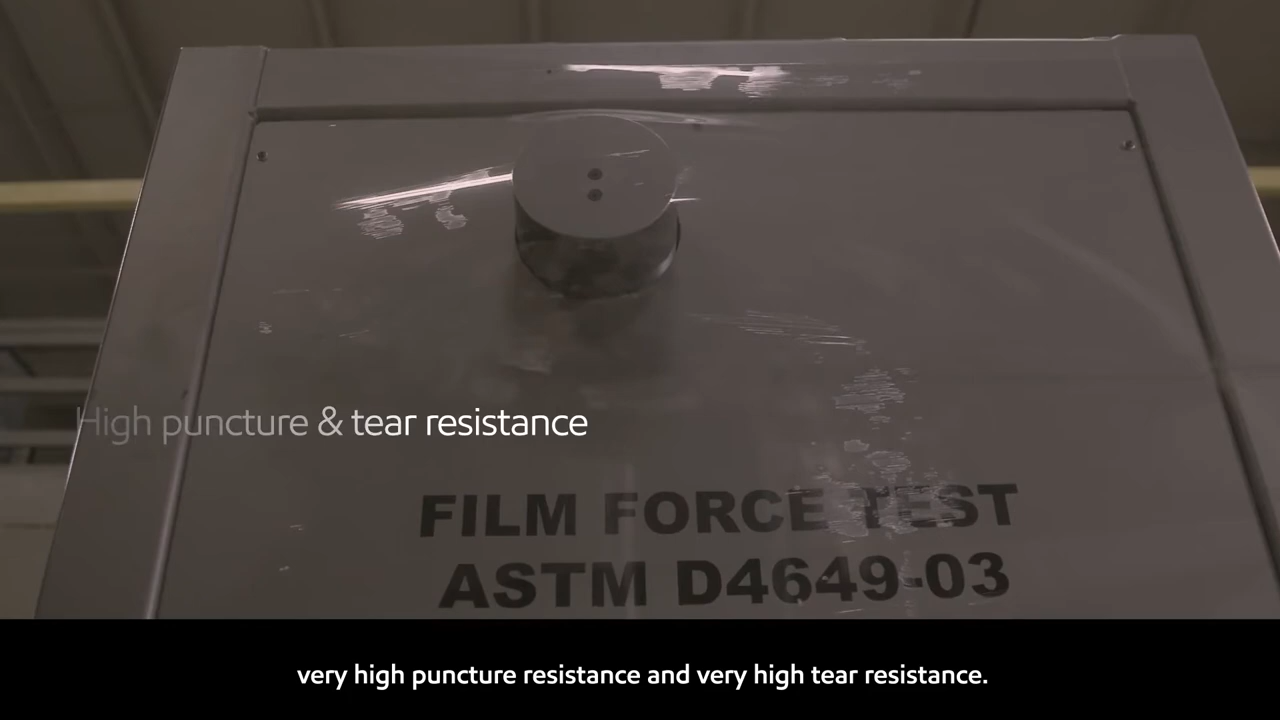 High puncture & tear resistance
FILM FORCE TEST
ASTM D4649-03
very high puncture resistance and very high tear resistance.